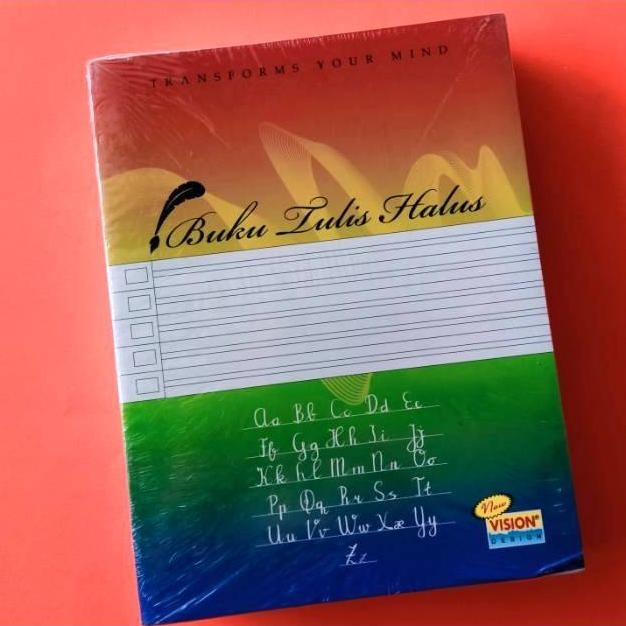 TRANSFORMS YOUR MIND
Buku Tulis Halus
Aa Bb Cc Dd Ee
Ff Gg Hh Ii Jj
Kk Ll Mm Nn Oo
Pp Qq Rr Ss Tt
Uu Vv Ww Xx Yy
Zz
New
VISION®
DESIGN